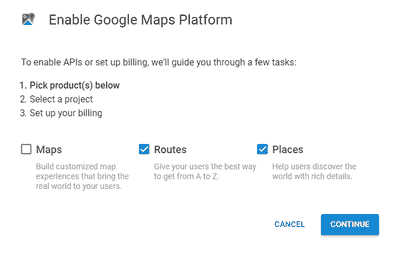 Enable Google Maps Platform
To enable APIs or set up billing, we'll guide you through a few tasks:
1. Pick product(s) below
2. Select a project
3. Set up your billing
Maps
Build customized map
experiences that bring the
real world to your users.
Routes
Give your users the best way
to get from A to Z.
Places
Help users discover the
world with rich details.
CANCEL
CONTINUE